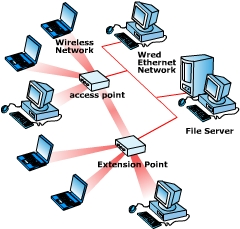 Wireless
Network
Wred
Ethernet
Network
access point
File Server
Extension Point